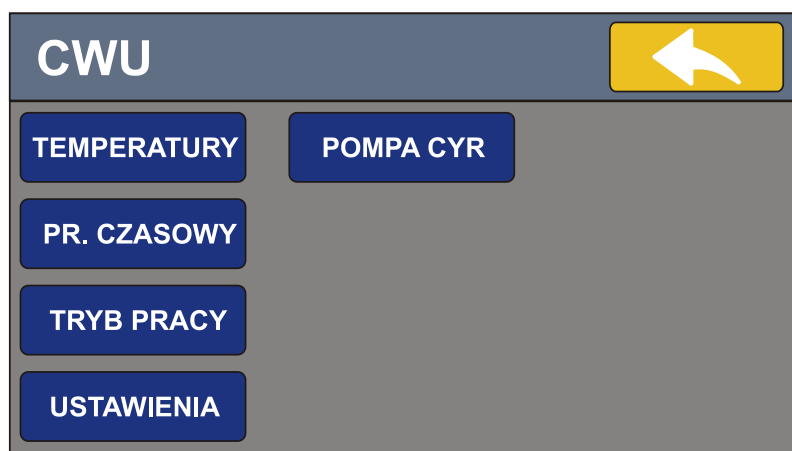 CWU
TEMPERATURY
POMPA CYR
PR. CZASOWY
TRYB PRACY
USTAWIENIA